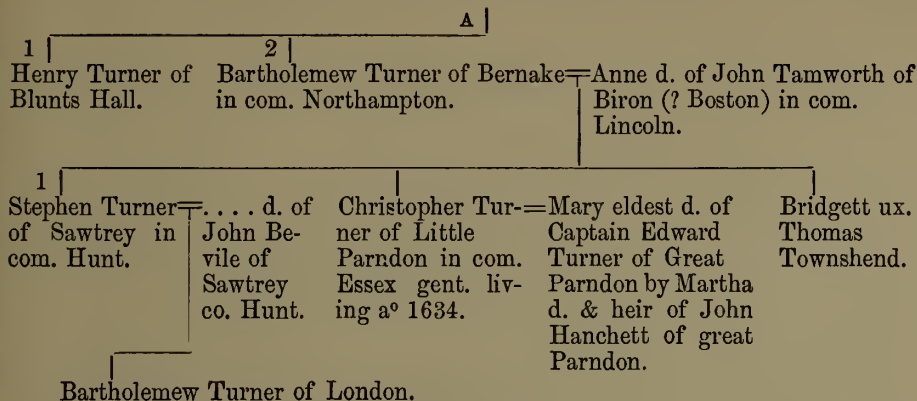 A
1
2
Henry Turner of
Blunts Hall.
Bartholemew Turner of Bernake=Anne d. of John Tamworth of
in com. Northampton.
Biron (? Boston) in com.
Lincoln.
1
Stephen Turner=. . . . d. of
of Sawtrey in
com. Hunt.
John Be-
vile of
Sawtrey
co. Hunt.
Christopher Tur-=Mary eldest d. of
ner of Little
Parndon in com.
Essex gent. liv-
ing aº 1634.
Captain Edward
Turner of Great
Parndon by Martha
d. & heir of John
Hanchett of great
Parndon.
Bridgett ux.
Thomas
Townshend.
Bartholemew Turner of London.